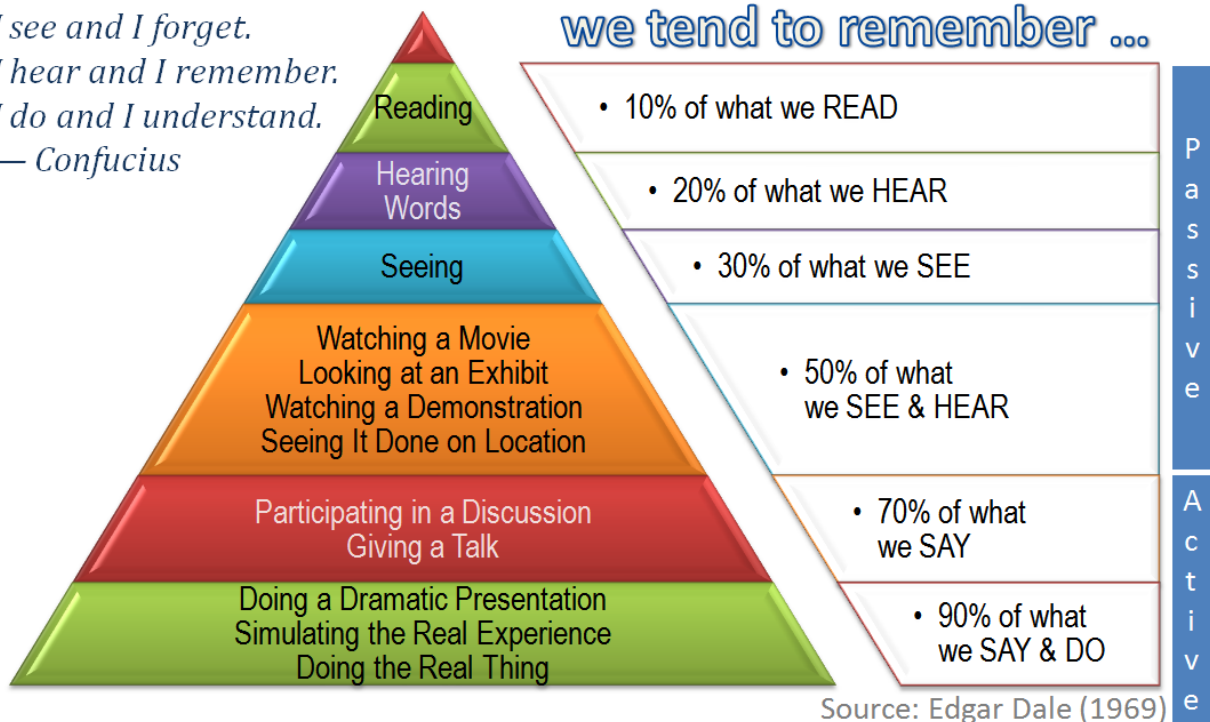 I see and I forget.
I hear and I remember.
I do and I understand.
— Confucius
we tend to remember ...
Reading
• 10% of what we READ
Hearing
Words
• 20% of what we HEAR
Seeing
• 30% of what we SEE
Watching a Movie
Looking at an Exhibit
Watching a Demonstration
Seeing It Done on Location
• 50% of what
we SEE & HEAR
Participating in a Discussion
Giving a Talk
• 70% of what
we SAY
Doing a Dramatic Presentation
Simulating the Real Experience
Doing the Real Thing
• 90% of what
we SAY & DO
Passive
Active
Source: Edgar Dale (1969)